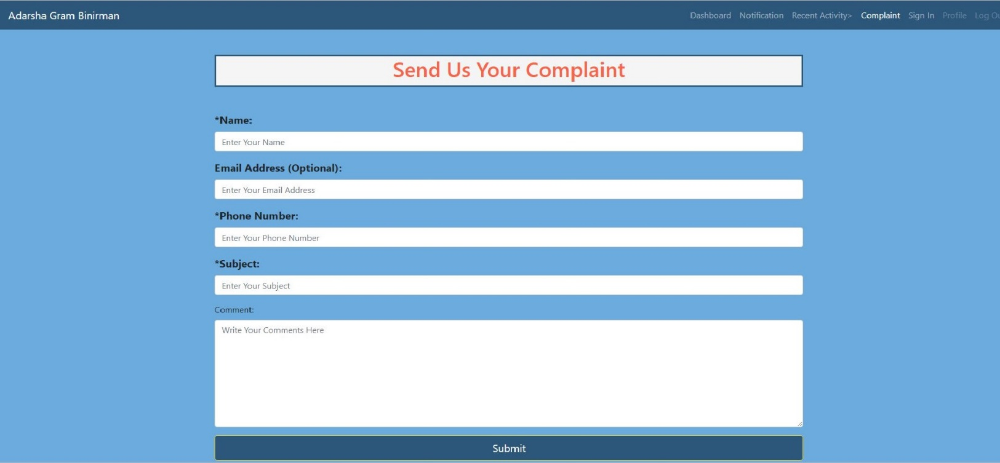 Adarsha Gram Binirman Dashboard Notification Recent Activity> Complaint Sign In Profile Log
Send Us Your Complaint
*Name:
Enter Your Name
Email Address (Optional):
Enter Your Email Address
*Phone Number:
Enter Your Phone Number
*Subject:
Enter Your Subject
Comment:
Write Your Comments Here
Submit